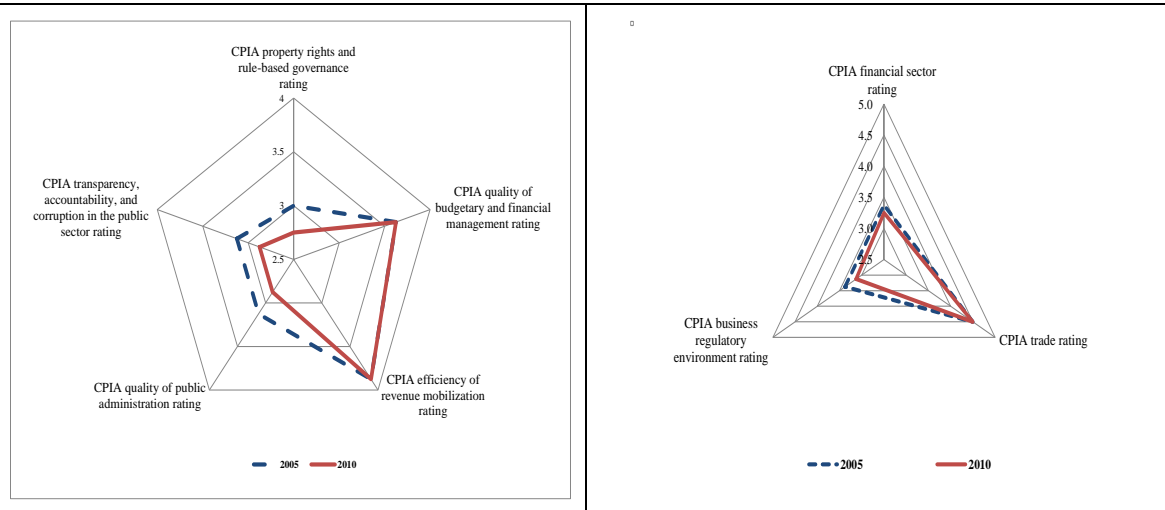 CPIA property rights and
rule-based governance
rating
4
3.5
3
2.5
CPIA transparency,
accountability, and
corruption in the public
sector rating
CPIA quality of
budgetary and financial
management rating
CPIA quality of public
administration rating
CPIA efficiency of
revenue mobilization
rating
2005 2010
CPIA financial sector
rating
5.0
4.5
4.0
3.5
3.0
CPIA business
regulatory
environment rating
CPIA trade rating
2005 2010